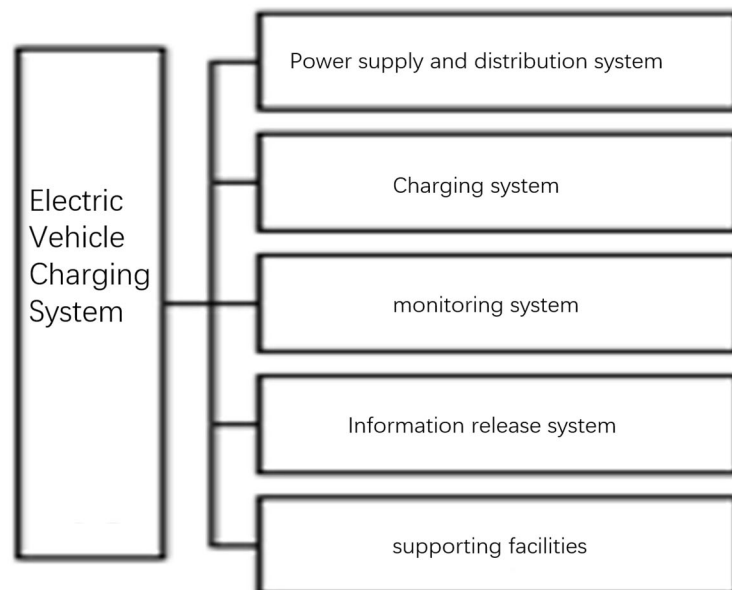 Electric
Vehicle
Charging
System
Power supply and distribution system
Charging system
monitoring system
Information release system
supporting facilities